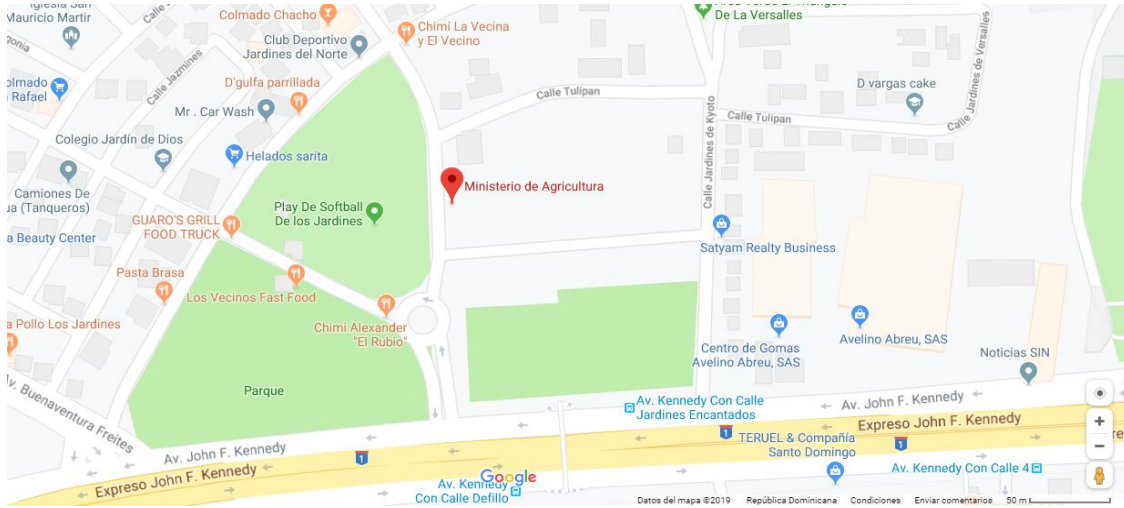 Iglesia San
Mauricio Martir
Colmado Chacho
Chimi La Vecina
y El Vecino
De La Versalles
Club Deportivo
Jardines del Norte
Calle Jazmines
D'gulfa parrillada
Mr. Car Wash
Colegio Jardín de Dios
Helados sarita
Camiones De
(Tanqueros)
Beauty Center
GUARO'S GRILL
FOOD TRUCK
Play De Softball
De los Jardines
Ministerio de Agricultura
Calle Tulipan
Calle Jardines de Kyoto
Calle Tulipan
D vargas cake
Calle Jardines de Versalles
Satyam Realty Business
Pasta Brasa
Los Vecinos Fast Food
Chimi Alexander
"El Rubio"
Pollo Los Jardines
Parque
Av. Buenaventura Freites
Centro de Gomas
Avelino Abreu, SAS
Avelino Abreu, SAS
Noticias SIN
Av. Kennedy Con Calle
Jardines Encantados
Av. John F. Kennedy
Expreso John F. Kennedy
1
TERUEL & Compañía
Santo Domingo
Av. Kennedy Con Calle 4
Av. John F. Kennedy
1
Expreso John F. Kennedy
Google
Av. Kennedy
Con Calle Defillo
1
Datos del mapa ©2019 República Dominicana Condiciones Enviar comentarios 50 m